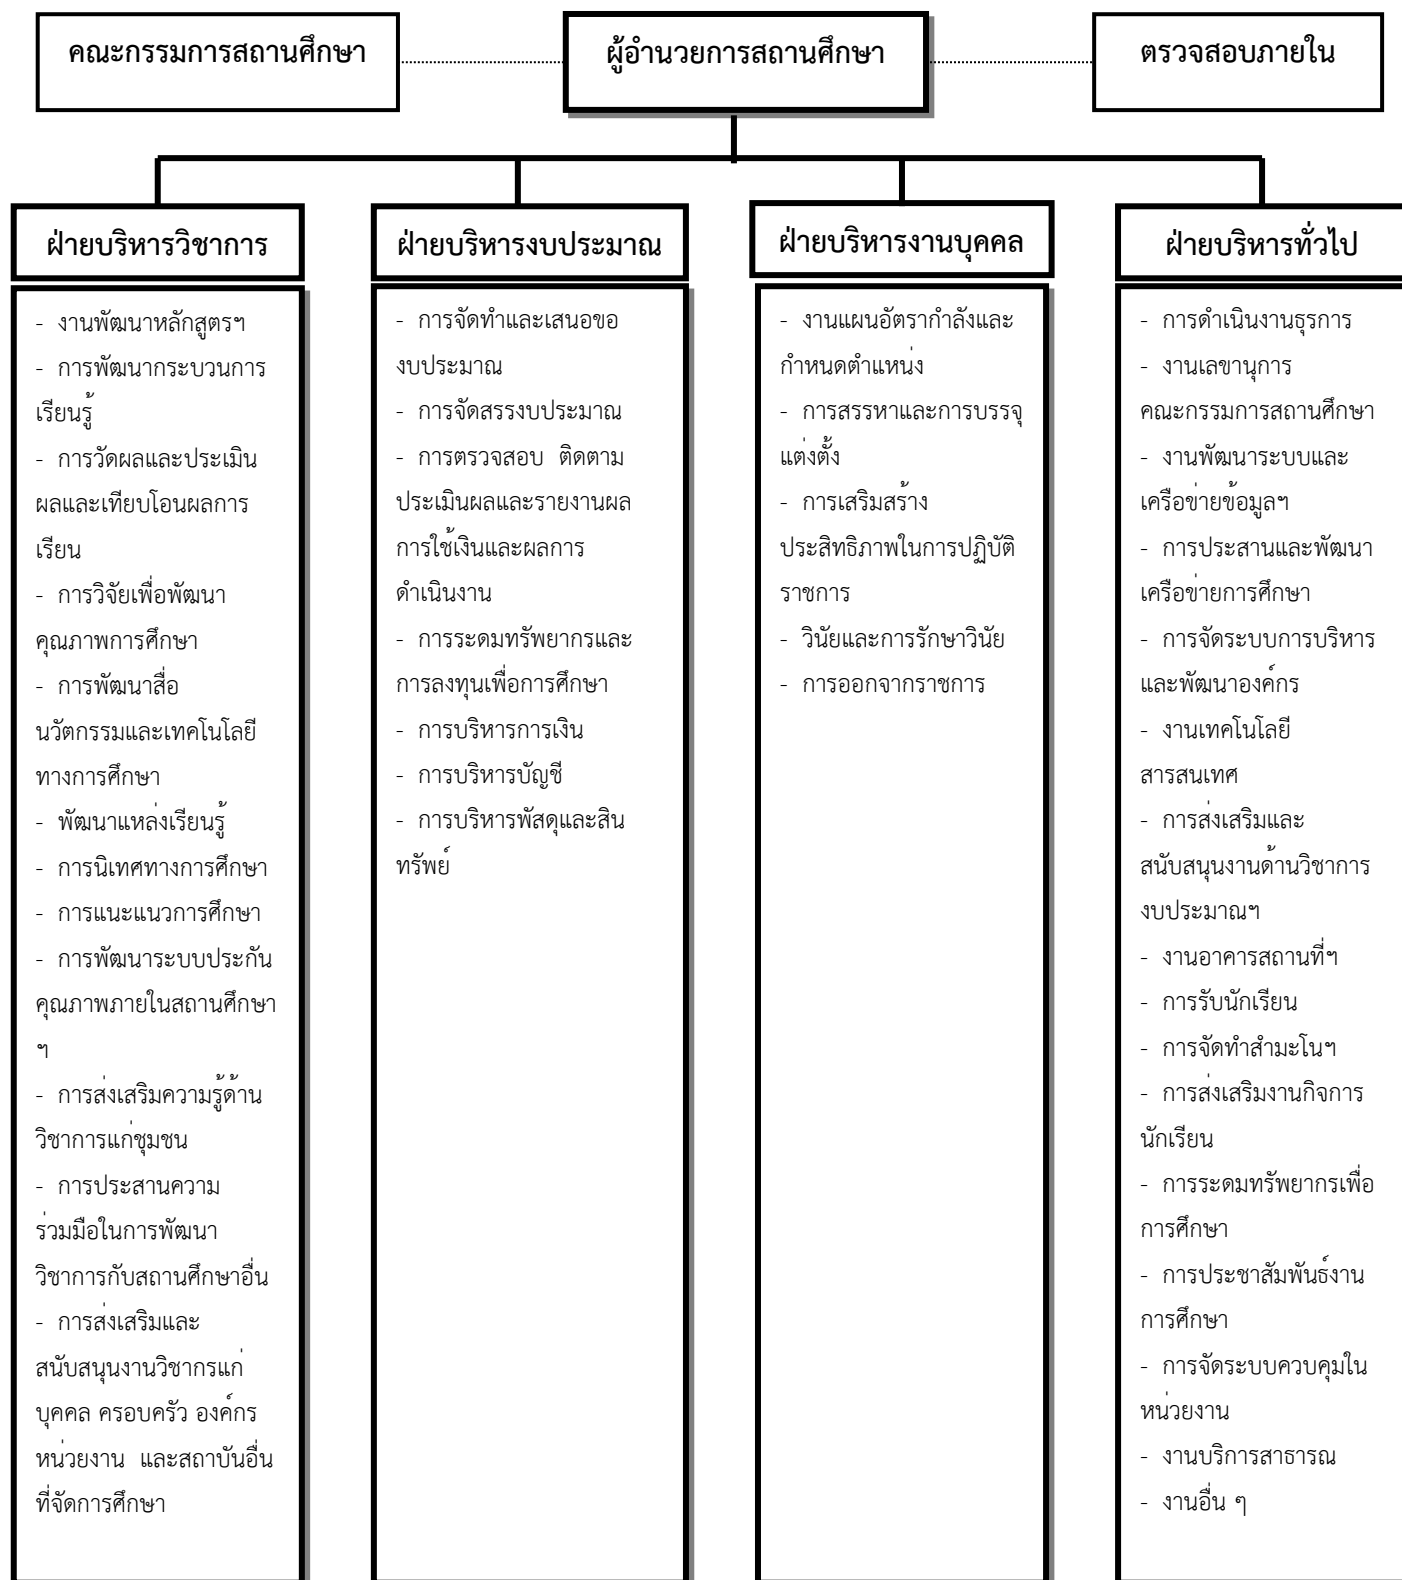 คณะกรรมการสถานศึกษา
ผู้อำนวยการสถานศึกษา
ตรวจสอบภายใน
ฝ่ายบริหารวิชาการ
- งานพัฒนาหลักสูตรฯ
- การพัฒนากระบวนการ
เรียนรู้
- การวัดผลและประเมิน
ผลและเทียบโอนผลการ
เรียน
- การวิจัยเพื่อพัฒนา
คุณภาพการศึกษา
- การพัฒนาสื่อ
นวัตกรรมและเทคโนโลยี
ทางการศึกษา
- พัฒนาแหล่งเรียนรู้
- การนิเทศทางการศึกษา
- การแนะแนวการศึกษา
- การพัฒนาระบบประกัน
คุณภาพภายในสถานศึกษา
ฯ
- การส่งเสริมความรู้ด้าน
วิชาการแก่ชุมชน
- การประสานความ
ร่วมมือในการพัฒนา
วิชาการกับสถานศึกษาอื่น
- การส่งเสริมและ
สนับสนุนงานวิชากรแก่
บุคคล ครอบครัว องค์กร
หน่วยงาน และสถาบันอื่น
ที่จัดการศึกษา
ฝ่ายบริหารงบประมาณ
- การจัดทำและเสนอขอ
งบประมาณ
- การจัดสรรงบประมาณ
- การตรวจสอบ ติดตาม
ประเมินผลและรายงานผล
การใช้เงินและผลการ
ดำเนินงาน
- การระดมทรัพยากรและ
การลงทุนเพื่อการศึกษา
- การบริหารการเงิน
- การบริหารบัญชี
- การบริหารพัสดุและสิน
ทรัพย์
ฝ่ายบริหารงานบุคคล
- งานแผนอัตรากำลังและ
กำหนดตำแหน่ง
- การสรรหาและการบรรจุ
แต่งตั้ง
- การเสริมสร้าง
ประสิทธิภาพในการปฏิบัติ
ราชการ
- วินัยและการรักษาวินัย
- การออกจากราชการ
ฝ่ายบริหารทั่วไป
- การดำเนินงานธุรการ
- งานเลขานุการ
คณะกรรมการสถานศึกษา
- งานพัฒนาระบบและ
เครือข่ายข้อมูลฯ
- การประสานและพัฒนา
เครือข่ายการศึกษา
- การจัดระบบการบริหาร
และพัฒนาองค์กร
- งานเทคโนโลยี
สารสนเทศ
- การส่งเสริมและ
สนับสนุนงานด้านวิชาการ
งบประมาณฯ
- งานอาคารสถานที่ฯ
- การรับนักเรียน
- การจัดทำสำมะโนฯ
- การส่งเสริมงานกิจการ
นักเรียน
- การระดมทรัพยากรเพื่อ
การศึกษา
- การประชาสัมพันธ์งาน
การศึกษา
- การจัดระบบควบคุมใน
หน่วยงาน
- งานบริการสาธารณ
- งานอื่น ๆ